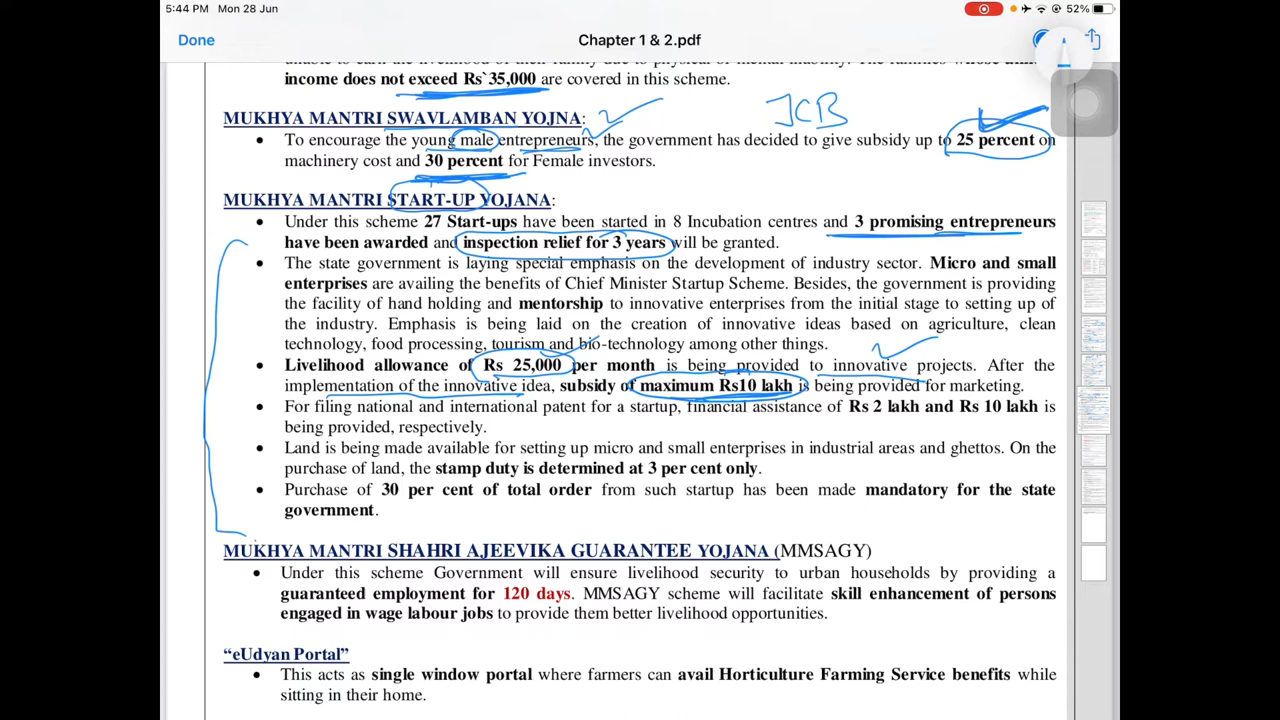 5:44 PM Mon 28 Jun 52%
Done Chapter 1 & 2.pdf
income does not exceed Rs`35,000 are covered in this scheme.
JCB
MUKHYA MANTRI SWAVLAMBAN YOJNA:
• To encourage the young male entrepreneurs, the government has decided to give subsidy up to 25 percent on
machinery cost and 30 percent for Female investors.
MUKHYA MANTRI START-UP YOJANA:
• Under this scheme 27 Start-ups have been started in 8 Incubation centres and 3 promising entrepreneurs
have been awarded and inspection relief for 3 years will be granted.
• The state government is laying special emphasis on the development of industry sector. Micro and small
enterprises are availing the benefits of Chief Minister Startup Scheme. Besides, the government is providing
the facility of hand holding and mentorship to innovative enterprises from the initial stage to setting up of
the industry. Emphasis is being laid on the creation of innovative ideas based on agriculture, clean
technology, food processing, tourism and bio-technology among other things.
• Livelihood allowance of 25,000 per month is being provided to innovative projects. After the
implementation of the innovative idea, subsidy of maximum Rs10 lakh is being provided for marketing.
• For filing national and international patent for a startup, financial assistance of Rs 2 lakh and Rs 10 lakh is
being provided, respectively.
• Land is being made available for setting up micro and small enterprises in industrial areas and ghettos. On the
purchase of land, the stamp duty is determined at 3 per cent only.
• Purchase of per cent of total order from such startup has been made mandatory for the state
government.
MUKHYA MANTRI SHAHRI AJEEVIKA GUARANTEE YOJANA (MMSAGY)
• Under this scheme Government will ensure livelihood security to urban households by providing a
guaranteed employment for 120 days. MMSAGY scheme will facilitate skill enhancement of persons
engaged in wage labour jobs to provide them better livelihood opportunities.
“eUdyan Portal”
• This acts as single window portal where farmers can avail Horticulture Farming Service benefits while
sitting in their home.